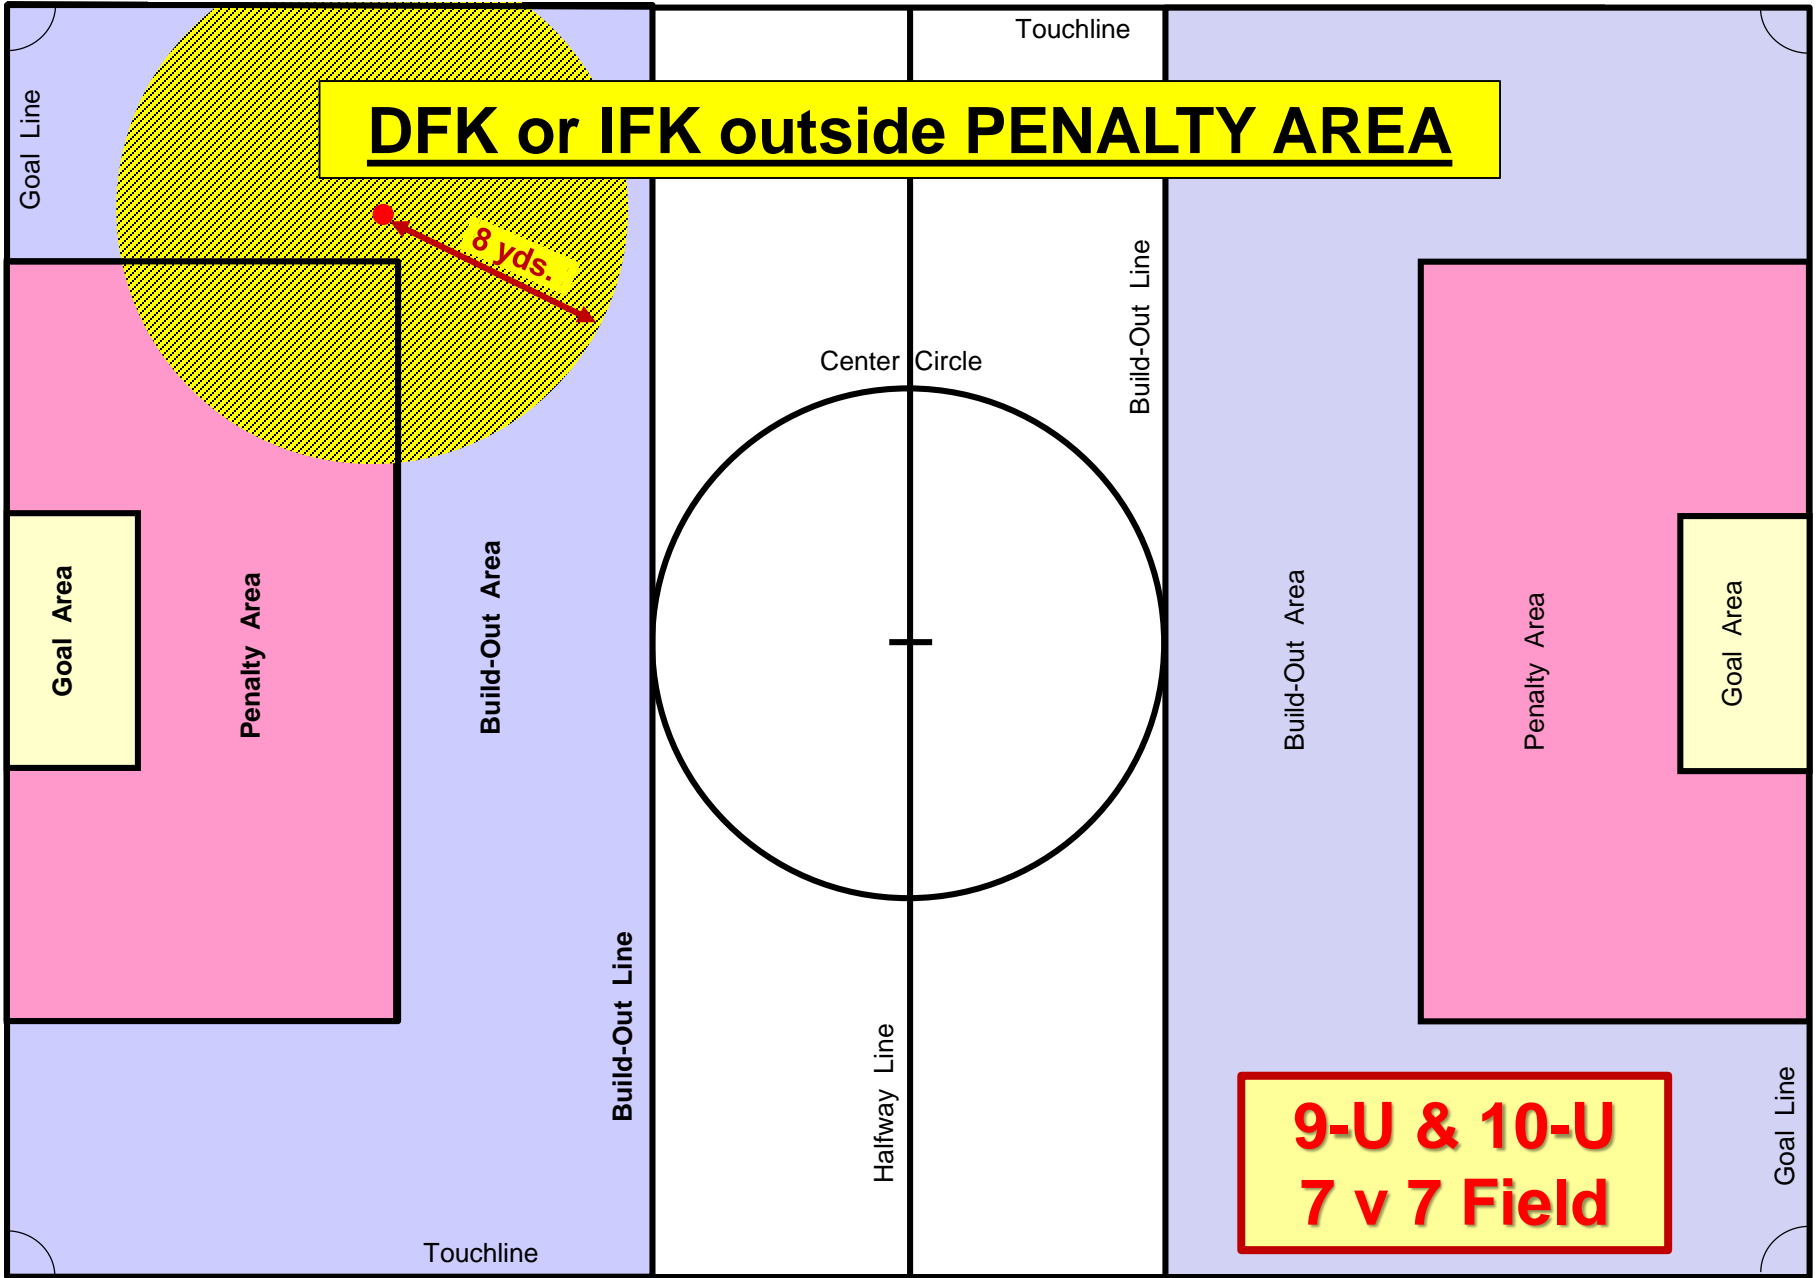 Touchline
DFK or IFK outside PENALTY AREA
Goal Line
8 yds.
Build-Out Line
Center Circle
Goal Area
Penalty Area
Build-Out Area
Build-Out Area
Penalty Area
Goal Area
Build-Out Line
Halfway Line
9-U & 10-U
7 v 7 Field
Goal Line
Touchline